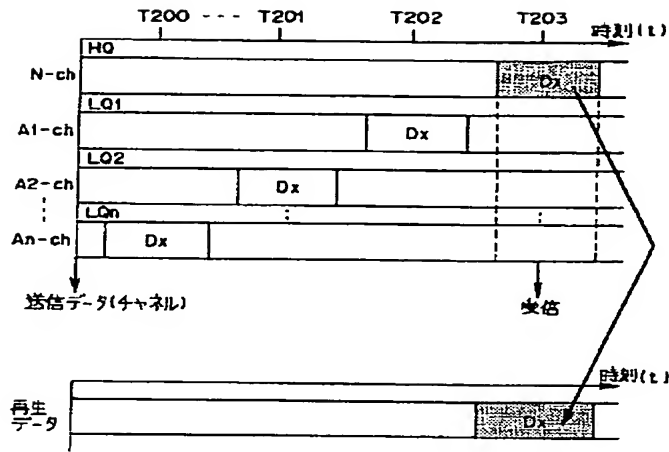 T200 --- T201 T202 T203
時刻(t)
HQ
N-ch
Dx
LQ1
A1-ch
Dx
LQ2
A2-ch
Dx
LQn
An-ch
Dx
送信データ(チャネル)
受信
時刻(t)
再生
データ
Dx